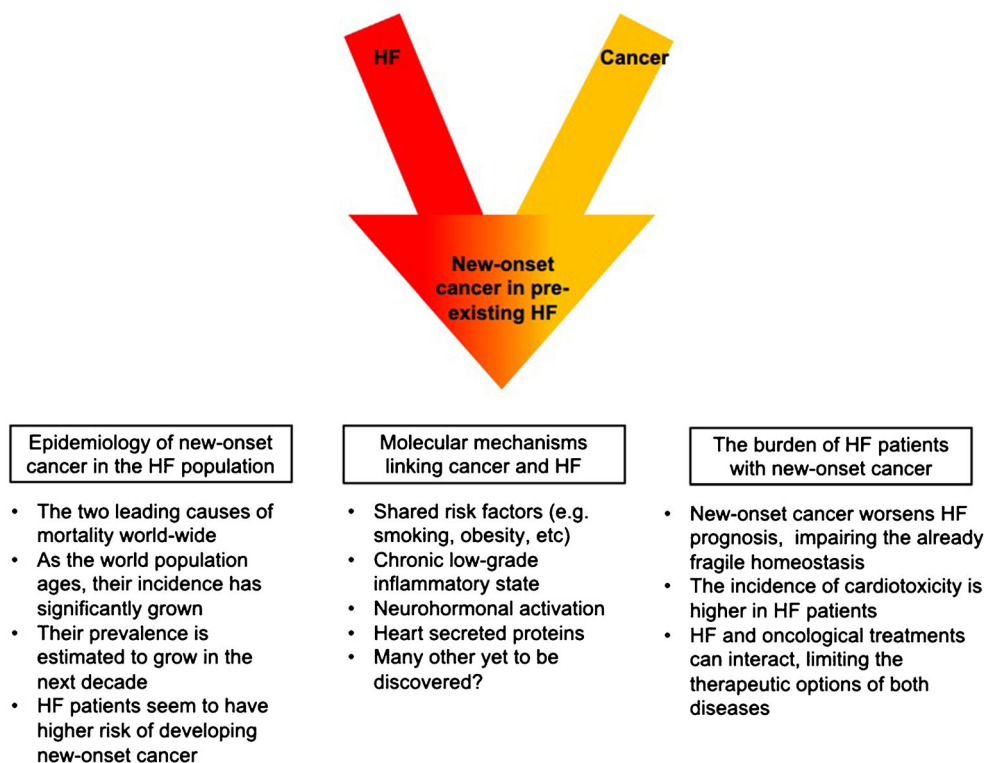 HF
Cancer
New-onset
cancer in pre-
existing HF
Epidemiology of new-onset
cancer in the HF population
• The two leading causes of
mortality world-wide
• As the world population
ages, their incidence has
significantly grown
• Their prevalence is
estimated to grow in the
next decade
• HF patients seem to have
higher risk of developing
new-onset cancer
Molecular mechanisms
linking cancer and HF
• Shared risk factors (e.g.
smoking, obesity, etc)
• Chronic low-grade
inflammatory state
• Neurohormonal activation
• Heart secreted proteins
• Many other yet to be
discovered?
The burden of HF patients
with new-onset cancer
• New-onset cancer worsens HF
prognosis, impairing the already
fragile homeostasis
• The incidence of cardiotoxicity is
higher in HF patients
• HF and oncological treatments
can interact, limiting the
therapeutic options of both
diseases